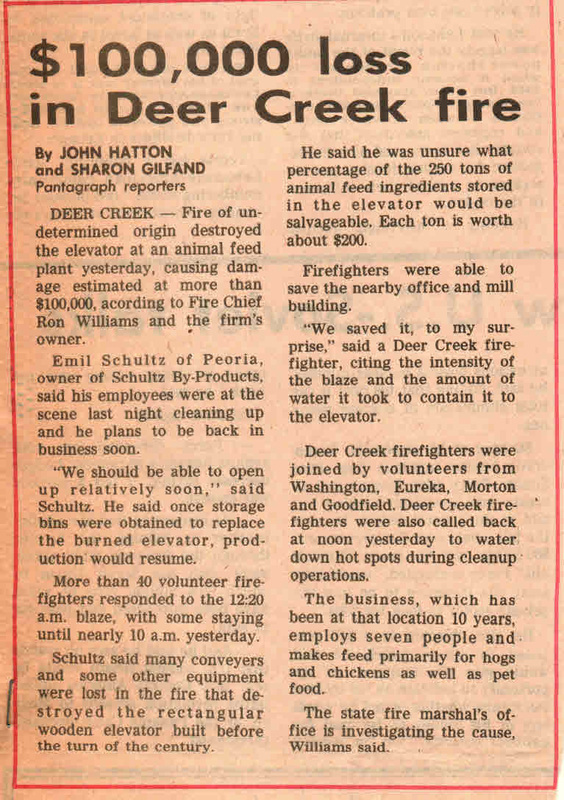 $100,000 loss
in Deer Creek fire
By JOHN HATTON
and SHARON GILFAND
Pantagraph reporters
DEER CREEK — Fire of un-
determined origin destroyed
the elevator at an animal feed
plant yesterday, causing dam-
age estimated at more than
$100,000, acording to Fire Chief
Ron Williams and the firm's
owner.
Emil Schultz of Peoria,
owner of Schultz By-Products,
said his employees were at the
scene last night cleaning up
and he plans to be back in
business soon.
"We should be able to open
up relatively soon," said
Schultz. He said once storage
bins were obtained to replace
the burned elevator, prod-
uction would resume.
More than 40 volunteer fire-
fighters responded to the 12:20
a.m. blaze, with some staying
until nearly 10 a.m. yesterday.
Schultz said many conveyers
and some other equipment
were lost in the fire that de-
stroyed the rectangular
wooden elevator built before
the turn of the century.
He said he was unsure what
percentage of the 250 tons of
animal feed ingredients stored
in the elevator would be
salvageable. Each ton is worth
about $200.
Firefighters were able to
save the nearby office and mill
building.
"We saved it, to my sur-
prise," said a Deer Creek fire-
fighter, citing the intensity of
the blaze and the amount of
water it took to contain it to
the elevator.
Deer Creek firefighters were
joined by volunteers from
Washington, Eureka, Morton
and Goodfield. Deer Creek fire-
fighters were also called back
at noon yesterday to water
down hot spots during cleanup
operations.
The business, which has
been at that location 10 years,
employs seven people and
makes feed primarily for hogs
and chickens as well as pet
food.
The state fire marshal's of-
fice is investigating the cause,
Williams said.